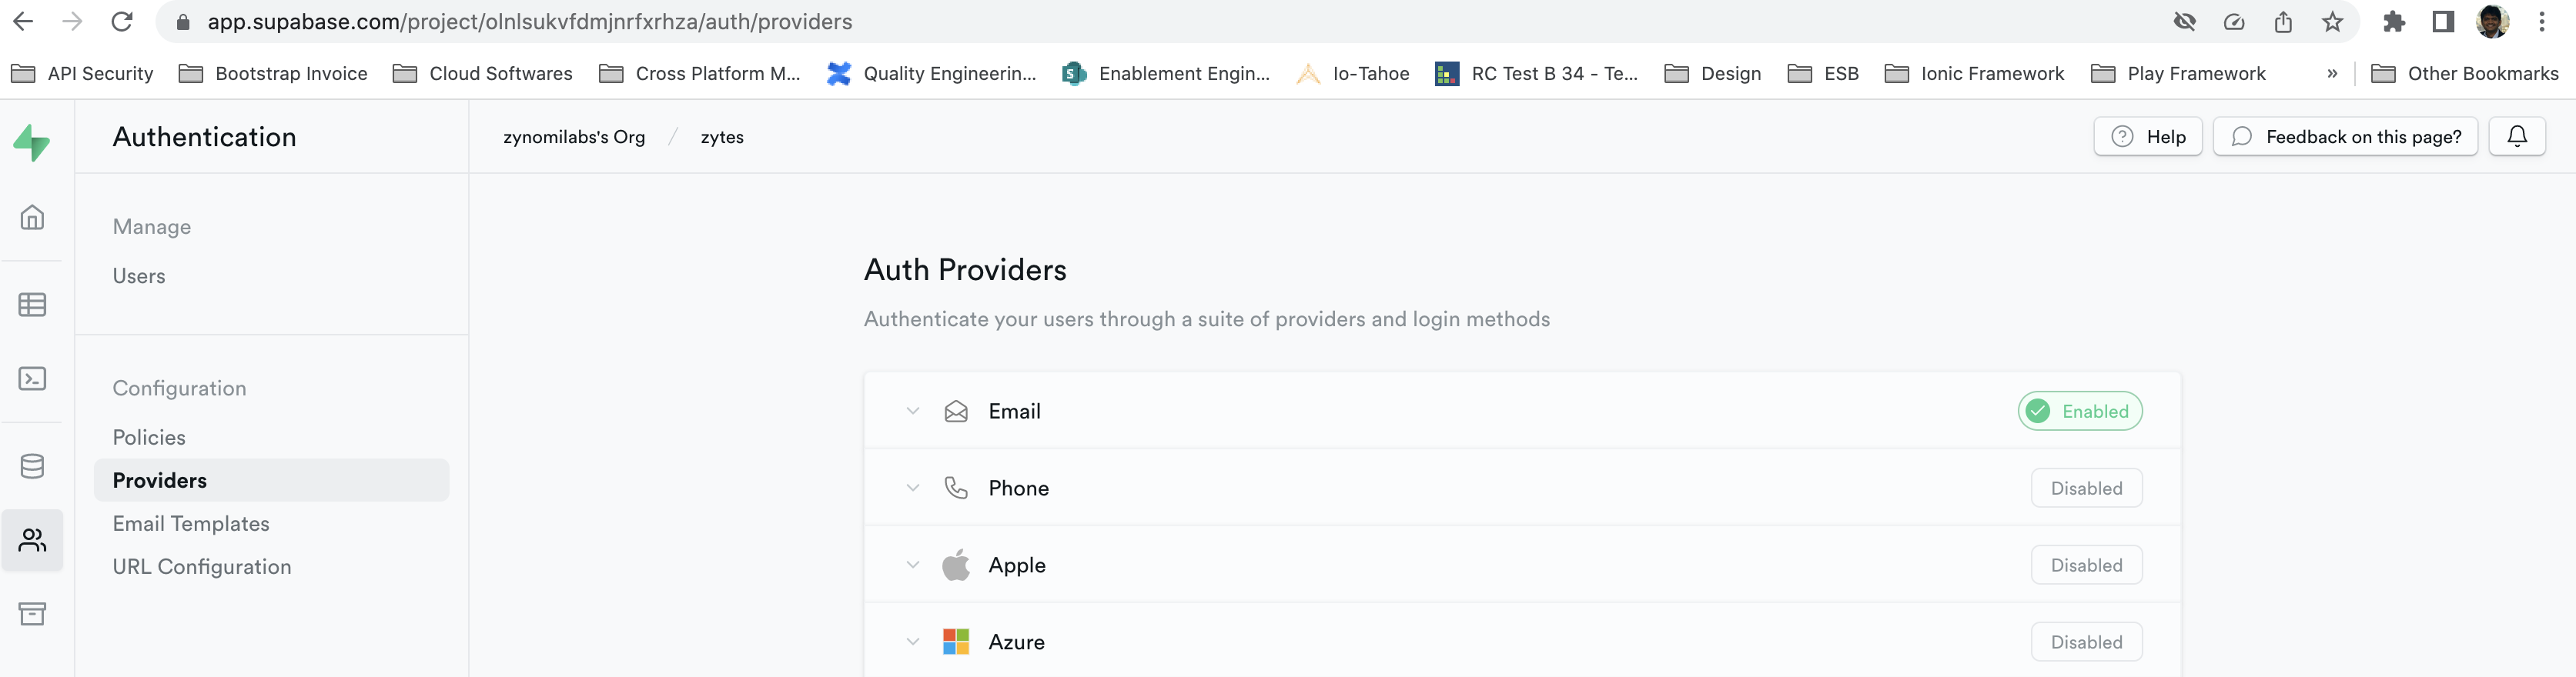 app.supabase.com/project/olnlsukvfdmjnrfxrhza/auth/providers
API Security Bootstrap Invoice Cloud Softwares Cross Platform M... Quality Engineerin... Enablement Engin... Io-Tahoe RC Test B 34 - Te... Design ESB Ionic Framework Play Framework » Other Bookmarks
Authentication
zynomilabs's Org / zytes
Help
Feedback on this page?
Manage
Users
Configuration
Policies
Providers
Email Templates
URL Configuration
Auth Providers
Authenticate your users through a suite of providers and login methods
Email Enabled
Phone Disabled
Apple Disabled
Azure Disabled